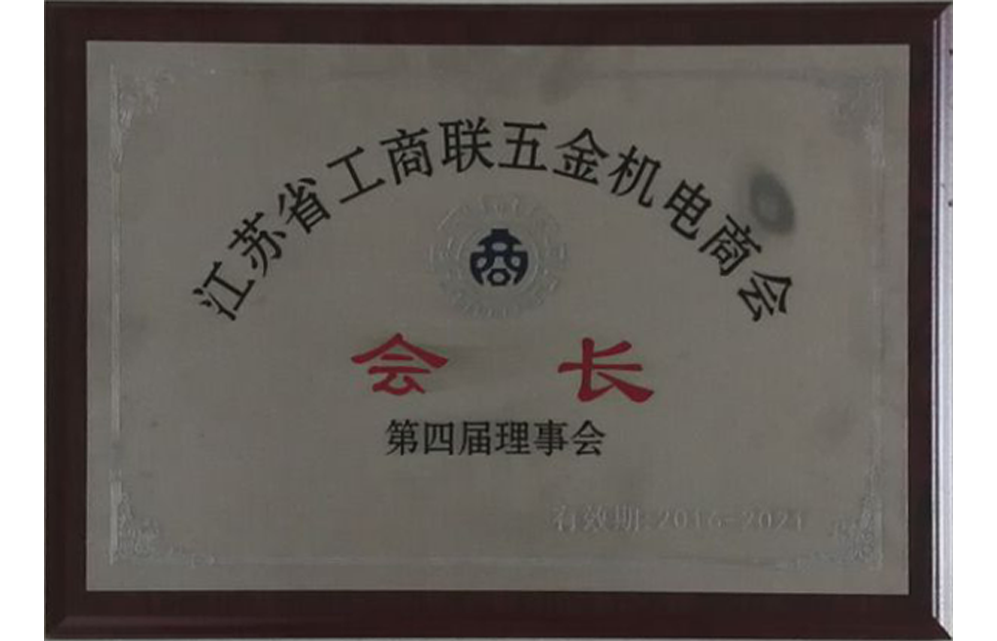 江苏省工商联五金机电商会
商
会 长
第四届理事会
有效期:2016-2021